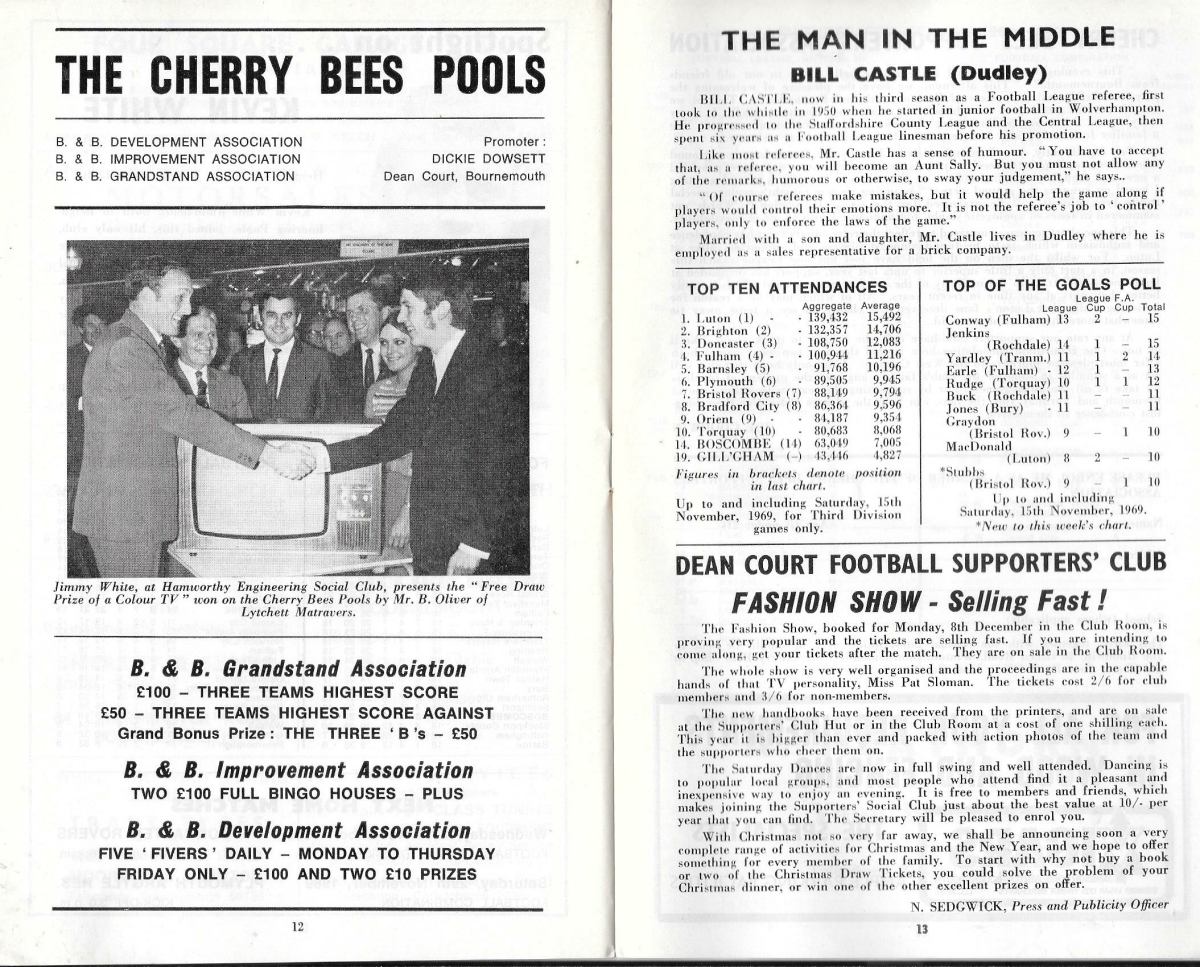 THE CHERRY BEES POOLS
B. & B. DEVELOPMENT ASSOCIATION
B. & B. IMPROVEMENT ASSOCIATION
B. & B. GRANDSTAND ASSOCIATION
Promoter :
DICKIE DOWSETT
Dean Court, Bournemouth
Jimmy White, at Hamworthy Engineering Social Club, presents the “ Free Draw
Prize of a Colour TV ” won on the Cherry Bees Pools by Mr. B. Oliver of
Lytchett Matravers.
B. & B. Grandstand Association
£100 – THREE TEAMS HIGHEST SCORE
£50 – THREE TEAMS HIGHEST SCORE AGAINST
Grand Bonus Prize : THE THREE ‘ B ’s – £50
B. & B. Improvement Association
TWO £100 FULL BINGO HOUSES – PLUS
B. & B. Development Association
FIVE ‘ FIVERS ’ DAILY – MONDAY TO THURSDAY
FRIDAY ONLY – £100 AND TWO £10 PRIZES
12
THE MAN IN THE MIDDLE
BILL CASTLE (Dudley)
BILL CASTLE, now in his third season as a Football League referee, first
took to the whistle in 1950 when he started in junior football in Wolverhampton.
He progressed to the Staffordshire County League and the Central League, then
spent six years as a Football League linesman before his promotion.
Like most referees, Mr. Castle has a sense of humour. “ You have to accept
that, as a referee, you will become an Aunt Sally. But you must not allow any
of the remarks, humorous or otherwise, to sway your judgement,” he says..
“ Of course referees make mistakes, but it would help the game along if
players would control their emotions more. It is not the referee’s job to ‘ control ’
players, only to enforce the laws of the game.”
Married with a son and daughter, Mr. Castle lives in Dudley where he is
employed as a sales representative for a brick company.
TOP TEN ATTENDANCES
Aggregate Average
1. Luton (1) - - 139,432 15,492
2. Brighton (2) - 132,357 14,706
3. Doncaster (3) - 108,750 12,083
4. Fulham (4) - - 100,944 11,216
5. Barnsley (5) - 91,768 10,196
6. Plymouth (6) - 89,505 9,945
7. Bristol Rovers (7) 88,149 9,794
8. Bradford City (8) 86,364 9,596
9. Orient (9) - - 84,187 9,354
10. Torquay (10) - 80,683 8,068
14. BOSCOMBE (14) 63,049 7,005
19. GILL’GHAM (–) 43,446 4,827
Figures in brackets denote position
in last chart.
Up to and including Saturday, 15th
November, 1969, for Third Division
games only.
TOP OF THE GOALS POLL
League F.A.
League Cup Cup Total
Conway (Fulham) 13 2 – 15
Jenkins
(Rochdale) 14 1 – 15
Yardley (Tranm.) 11 1 2 14
Earle (Fulham) - 12 1 – 13
Rudge (Torquay) 10 1 1 12
Buck (Rochdale) 11 – – 11
Jones (Bury) - 11 – – 11
Graydon
(Bristol Rov.) 9 – 1 10
MacDonald
(Luton) 8 2 – 10
*Stubbs
(Bristol Rov.) 9 – 1 10
Up to and including
Saturday, 15th November, 1969.
*New to this week’s chart.
DEAN COURT FOOTBALL SUPPORTERS’ CLUB
FASHION SHOW - Selling Fast !
The Fashion Show, booked for Monday, 8th December in the Club Room, is
proving very popular and the tickets are selling fast. If you are intending to
come along, get your tickets after the match. They are on sale in the Club Room.
The whole show is very well organised and the proceedings are in the capable
hands of that TV personality, Miss Pat Sloman. The tickets cost 2/6 for club
members and 3/6 for non-members.
The new handbooks have been received from the printers, and are on sale
at the Supporters’ Club Hut or in the Club Room at a cost of one shilling each.
This year it is bigger than ever and packed with action photos of the team and
the supporters who cheer them on.
The Saturday Dances are now in full swing and well attended. Dancing is
to popular local groups, and most people who attend find it a pleasant and
inexpensive way to enjoy an evening. It is free to members and friends, which
makes joining the Supporters’ Social Club just about the best value at 10/- per
year that you can find. The Secretary will be pleased to enrol you.
With Christmas not so very far away, we shall be announcing soon a very
complete range of activities for Christmas and the New Year, and we hope to offer
something for every member of the family. To start with why not buy a book
or two of the Christmas Draw Tickets, you could solve the problem of your
Christmas dinner, or win one of the other excellent prizes on offer.
N. SEDGWICK, Press and Publicity Officer
13